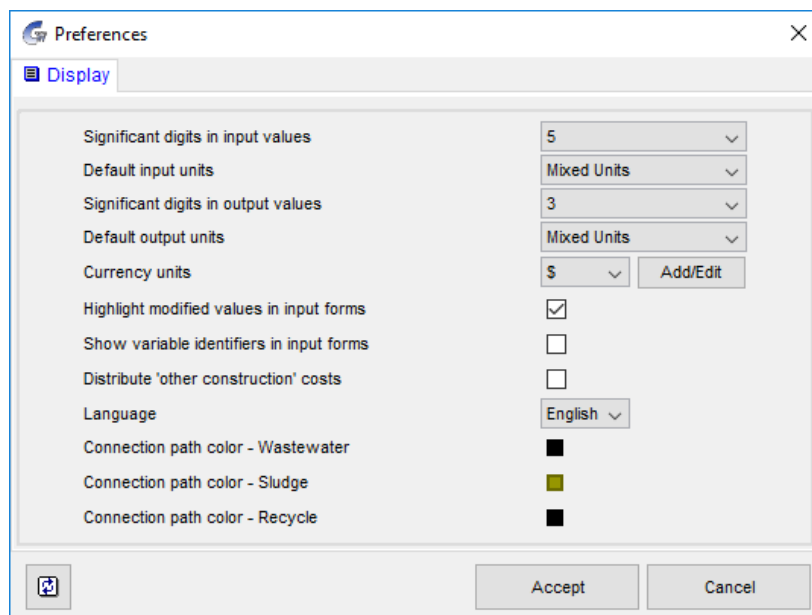 Preferences
Display
Significant digits in input values 5
Default input units Mixed Units
Significant digits in output values 3
Default output units Mixed Units
Currency units $ Add/Edit
Highlight modified values in input forms
Show variable identifiers in input forms
Distribute 'other construction' costs
Language English
Connection path color - Wastewater
Connection path color - Sludge
Connection path color - Recycle
Accept Cancel